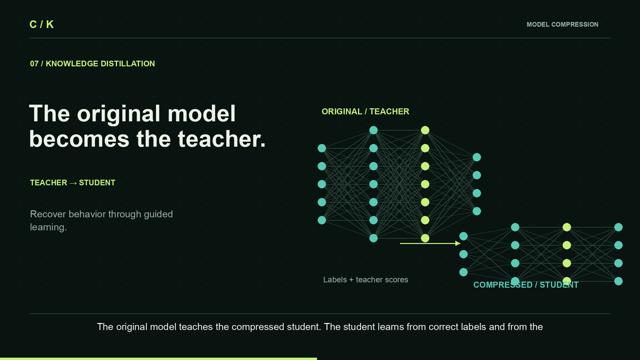 C / K
MODEL COMPRESSION
07 / KNOWLEDGE DISTILLATION
The original model
becomes the teacher.
TEACHER → STUDENT
Recover behavior through guided
learning.
ORIGINAL / TEACHER
Labels + teacher scores
COMPRESSED / STUDENT
The original model teaches the compressed student. The student learns from correct labels and from the